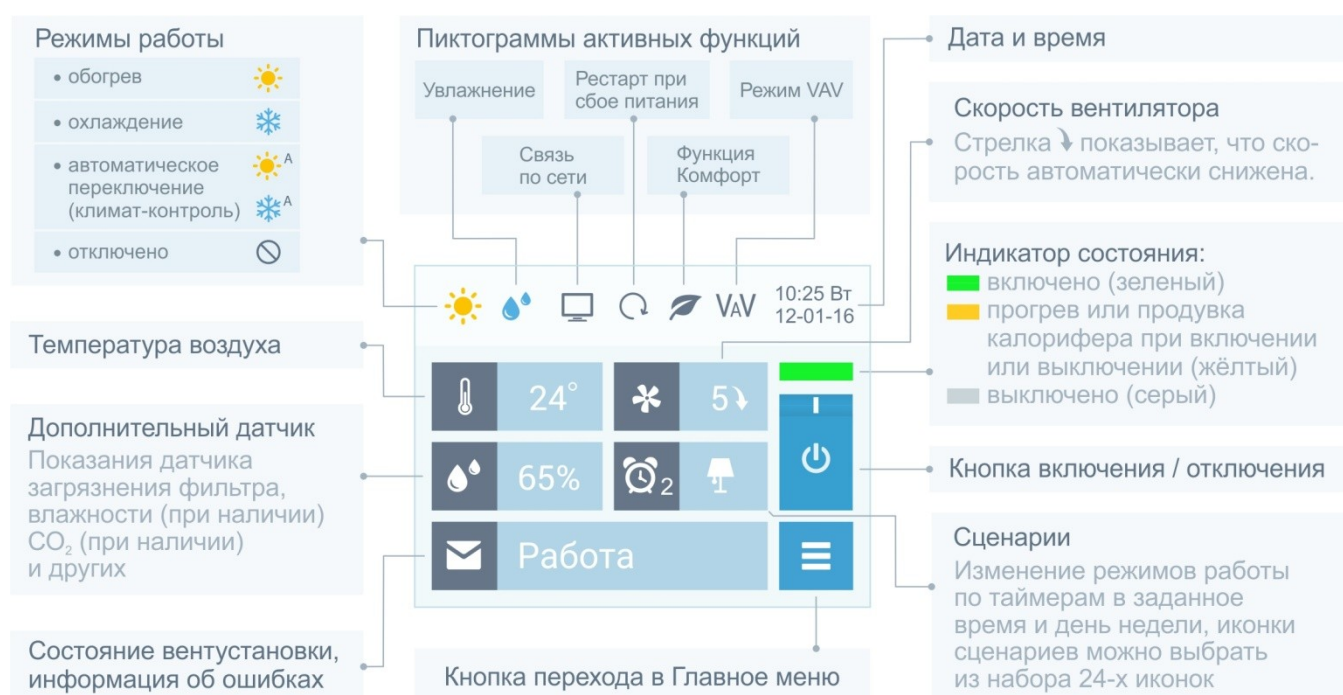 Режимы работы
• обогрев
• охлаждение
• автоматическое
переключение
(климат-контроль)
A
A
• отключено
Температура воздуха
Дополнительный датчик
Показания датчика
загрязнения фильтра,
влажности (при наличии)
CO₂ (при наличии)
и других
Состояние вентустановки,
информация об ошибках
Пиктограммы активных функций
Увлажнение
Рестарт при
сбое питания
Режим VAV
Связь
по сети
Функция
Комфорт
VAV
10:25 Вт
12-01-16
24°
5
65%
2
Работа
Кнопка перехода в Главное меню
Дата и время
Скорость вентилятора
Стрелка показывает, что ско-
рость автоматически снижена.
Индикатор состояния:
включено (зеленый)
прогрев или продувка
калорифера при включении
или выключении (жёлтый)
выключено (серый)
Кнопка включения / отключения
Сценарии
Изменение режимов работы
по таймерам в заданное
время и день недели, иконки
сценариев можно выбрать
из набора 24-х иконок